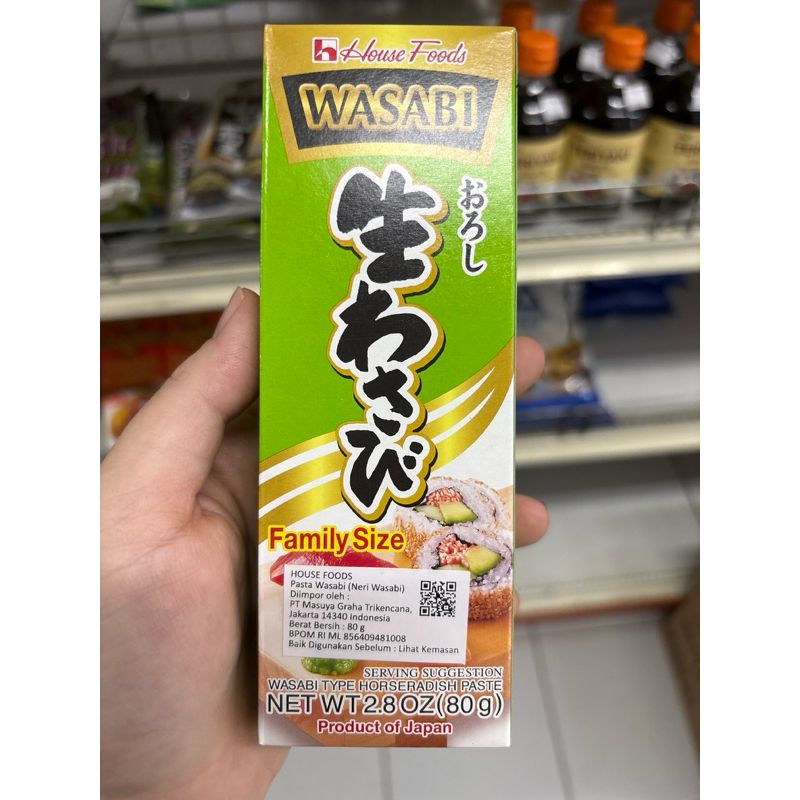 House Foods
WASABI
おろし
生わさび
Family Size
HOUSE FOODS
Pasta Wasabi (Neri Wasabi)
Diimpor oleh :
PT Masuya Graha Trikencana,
Jakarta 14340 Indonesia
Berat Bersih : 80 g
BPOM RI ML 856409481008
Baik Digunakan Sebelum : Lihat Kemasan
SERVING SUGGESTION
WASABI TYPE HORSERADISH PASTE
NET WT 2.8 OZ (80g)
Product of Japan